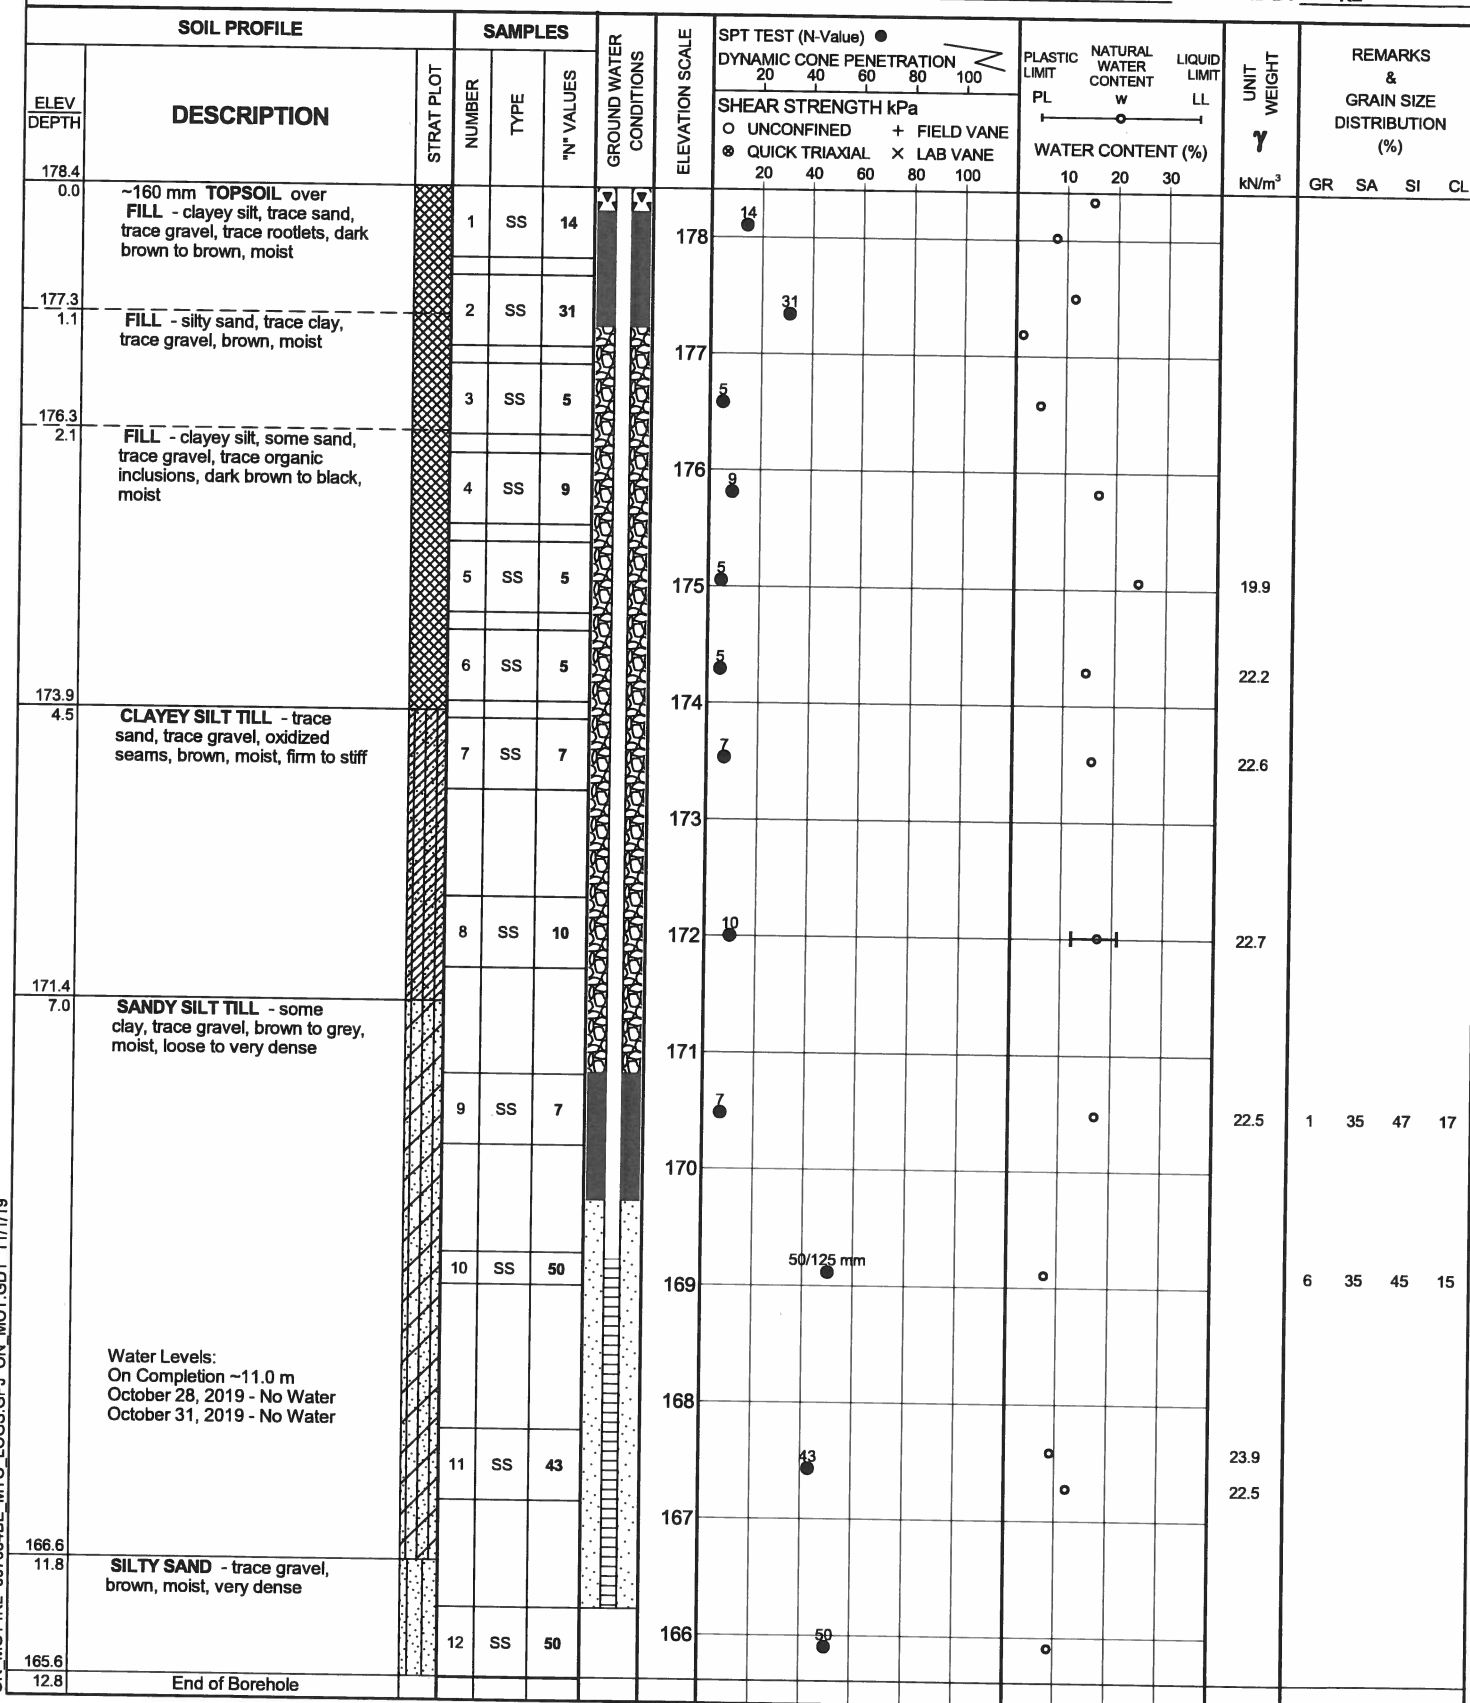 SOIL PROFILE
SAMPLES
ELEV
DEPTH
DESCRIPTION
STRAT PLOT
NUMBER
TYPE
"N" VALUES
GROUND WATER
CONDITIONS
ELEVATION SCALE
SPT TEST (N-Value) ●
DYNAMIC CONE PENETRATION
20 40 60 80 100
SHEAR STRENGTH kPa
O UNCONFINED + FIELD VANE
⊗ QUICK TRIAXIAL × LAB VANE
20 40 60 80 100
PLASTIC
LIMIT
NATURAL
WATER
CONTENT
LIQUID
LIMIT
PL w LL
WATER CONTENT (%)
10 20 30
UNIT
WEIGHT
γ
kN/m³
REMARKS
&
GRAIN SIZE
DISTRIBUTION
(%)
GR SA SI CL
178.4
0.0
~160 mm TOPSOIL over
FILL - clayey silt, trace sand,
trace gravel, trace rootlets, dark
brown to brown, moist
1 SS 14
14
178
177.3
1.1
FILL - silty sand, trace clay,
trace gravel, brown, moist
2 SS 31
31
177
3 SS 5
5
176.3
2.1
FILL - clayey silt, some sand,
trace gravel, trace organic
inclusions, dark brown to black,
moist
176
4 SS 9
9
5 SS 5
5
175
19.9
6 SS 5
5
22.2
174
173.9
4.5
CLAYEY SILT TILL - trace
sand, trace gravel, oxidized
seams, brown, moist, firm to stiff
7 SS 7
7
22.6
173
8 SS 10
10
172
22.7
171.4
7.0
SANDY SILT TILL - some
clay, trace gravel, brown to grey,
moist, loose to very dense
171
9 SS 7
7
22.5 1 35 47 17
170
10 SS 50
50/125 mm
169
6 35 45 15
Water Levels:
On Completion ~11.0 m
October 28, 2019 - No Water
October 31, 2019 - No Water
168
11 SS 43
43
23.9
22.5
167
166.6
11.8
SILTY SAND - trace gravel,
brown, moist, very dense
166
12 SS 50
50
165.6
12.8
End of Borehole